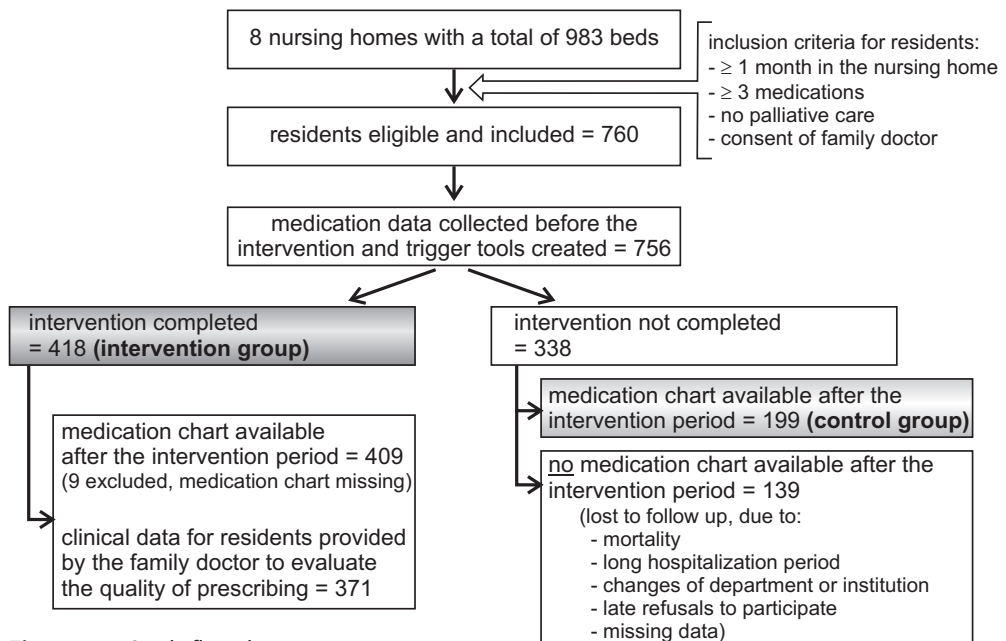 8 nursing homes with a total of 983 beds
inclusion criteria for residents:
- ≥ 1 month in the nursing home
- ≥ 3 medications
- no palliative care
- consent of family doctor
residents eligible and included = 760
medication data collected before the
intervention and trigger tools created = 756
intervention completed
= 418 (intervention group)
intervention not completed
= 338
medication chart available
after the intervention period = 409
(9 excluded, medication chart missing)
clinical data for residents provided
by the family doctor to evaluate
the quality of prescribing = 371
medication chart available after the
intervention period = 199 (control group)
no medication chart available after the
intervention period = 139
(lost to follow up, due to:
- mortality
- long hospitalization period
- changes of department or institution
- late refusals to participate
- missing data)